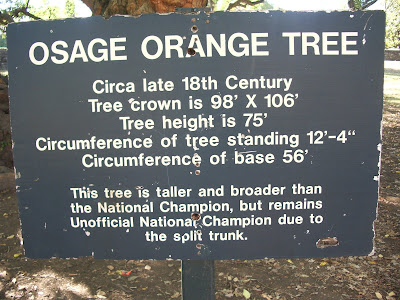 OSAGE ORANGE TREE
Circa late 18th Century
Tree crown is 98' X 106'
Tree height is 75'
Circumference of tree standing 12'-4"
Circumference of base 56'
This tree is taller and broader than
the National Champion, but remains
Unofficial National Champion due to
the split trunk.